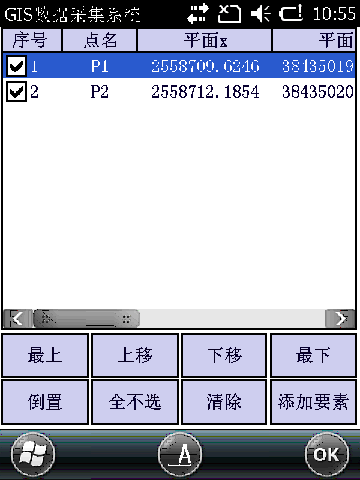 GIS数据采集系统 10:55
序号 点名 平面x 平面
1 P1 2558709.6246 38435019
2 P2 2558712.1854 38435020
最上 上移 下移 最下
倒置 全不选 清除 添加要素
A OK